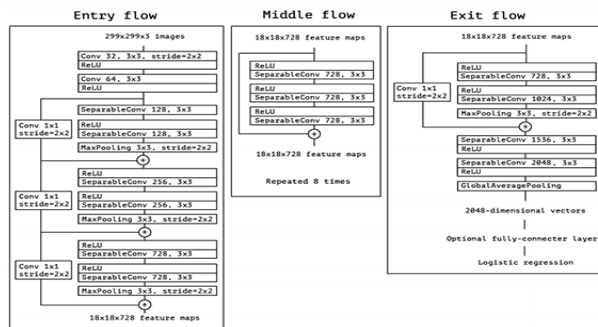 Entry flow
299x299x3 images
Conv 32, 3x3, stride=2x2
ReLU
Conv 64, 3x3
ReLU
SeparableConv 128, 3x3
Conv 1x1
stride=2x2
ReLU
SeparableConv 128, 3x3
MaxPooling 3x3, stride=2x2
+
ReLU
SeparableConv 256, 3x3
Conv 1x1
stride=2x2
ReLU
SeparableConv 256, 3x3
MaxPooling 3x3, stride=2x2
+
ReLU
SeparableConv 728, 3x3
Conv 1x1
stride=2x2
ReLU
SeparableConv 728, 3x3
MaxPooling 3x3, stride=2x2
+
18x18x728 feature maps
Middle flow
18x18x728 feature maps
ReLU
SeparableConv 728, 3x3
ReLU
SeparableConv 728, 3x3
ReLU
SeparableConv 728, 3x3
+
18x18x728 feature maps
Repeated 8 times
Exit flow
18x18x728 feature maps
ReLU
SeparableConv 728, 3x3
Conv 1x1
stride=2x2
ReLU
SeparableConv 1024, 3x3
MaxPooling 3x3, stride=2x2
+
SeparableConv 1536, 3x3
ReLU
SeparableConv 2048, 3x3
ReLU
GlobalAveragePooling
2048-dimensional vectors
Optional fully-connecter layer
Logistic regression